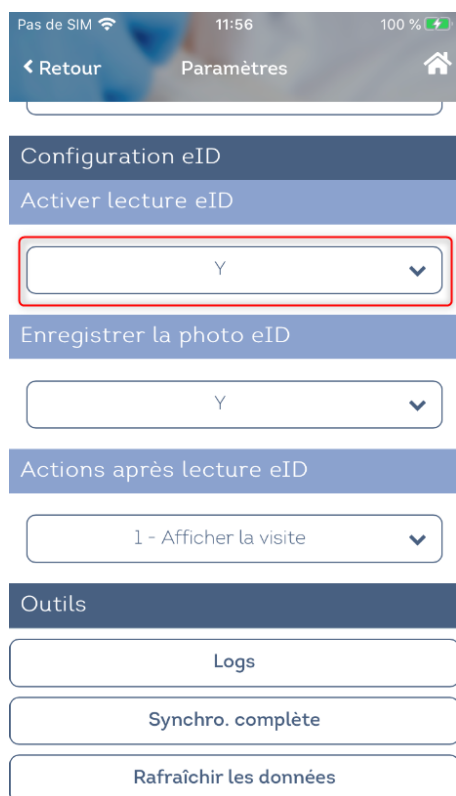 Pas de SIM 11:56 100 %
Retour Paramètres
Configuration eID
Activer lecture eID
Y
Enregistrer la photo eID
Y
Actions après lecture eID
1 - Afficher la visite
Outils
Logs
Synchro. complète
Rafraîchir les données